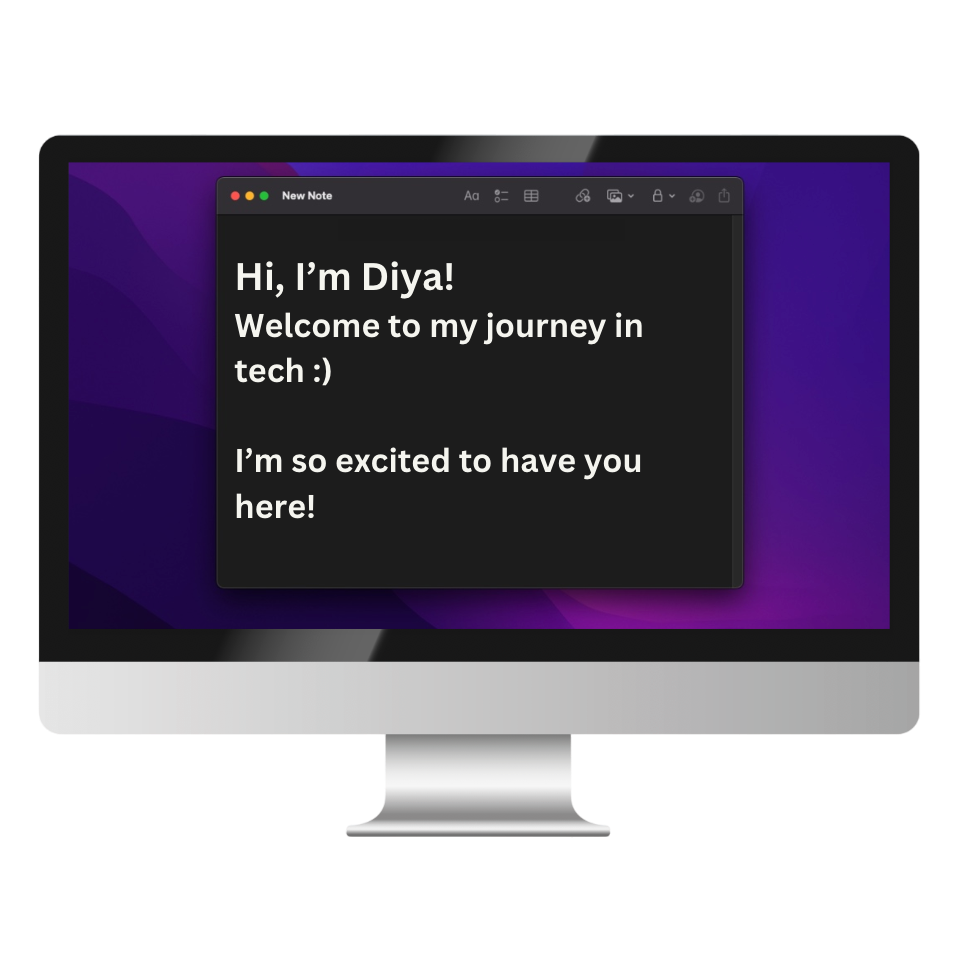 New Note
Aa
Hi, I’m Diya!
Welcome to my journey in
tech :)
I’m so excited to have you
here!